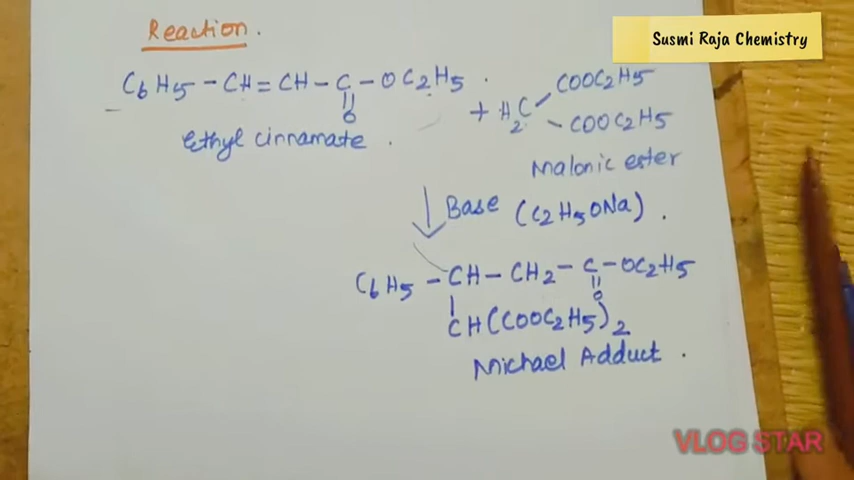 Reaction.
Susmi Raja Chemistry
C6H5-CH=CH-C-OC2H5.
O
Ethyl cinnamate.
+ H2C
COOC2H5
COOC2H5
Malonic ester
Base (C2H5ONa).
C6H5-CH-CH2-C-OC2H5
O
CH(COOC2H5)2
Michael Adduct.
VLOG STAR